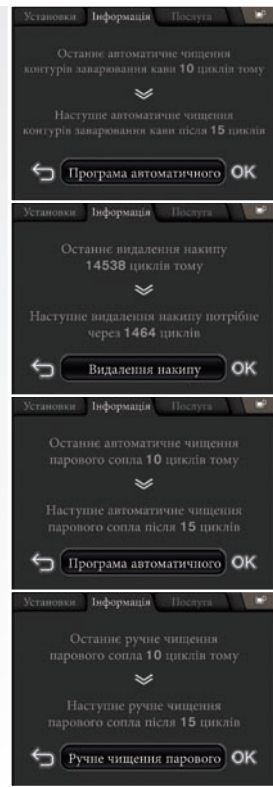 Установки Інформація Послуга
Останнє автоматичне чищення
контурів заварювання кави 10 циклів тому
Наступне автоматичне чищення
контурів заварювання кави після 15 циклів
Програма автоматичного OK
Установки Інформація Послуга
Останнє видалення накипу
14538 циклів тому
Наступне видалення накипу потрібне
через 1464 циклів
Видалення накипу OK
Установки Інформація Послуга
Останнє автоматичне чищення
парового сопла 10 циклів тому
Наступне автоматичне чищення
парового сопла після 15 циклів
Програма автоматичного OK
Установки Інформація Послуга
Останнє ручне чищення
парового сопла 10 циклів тому
Наступне ручне чищення
парового сопла після 15 циклів
Ручне чищення парового OK